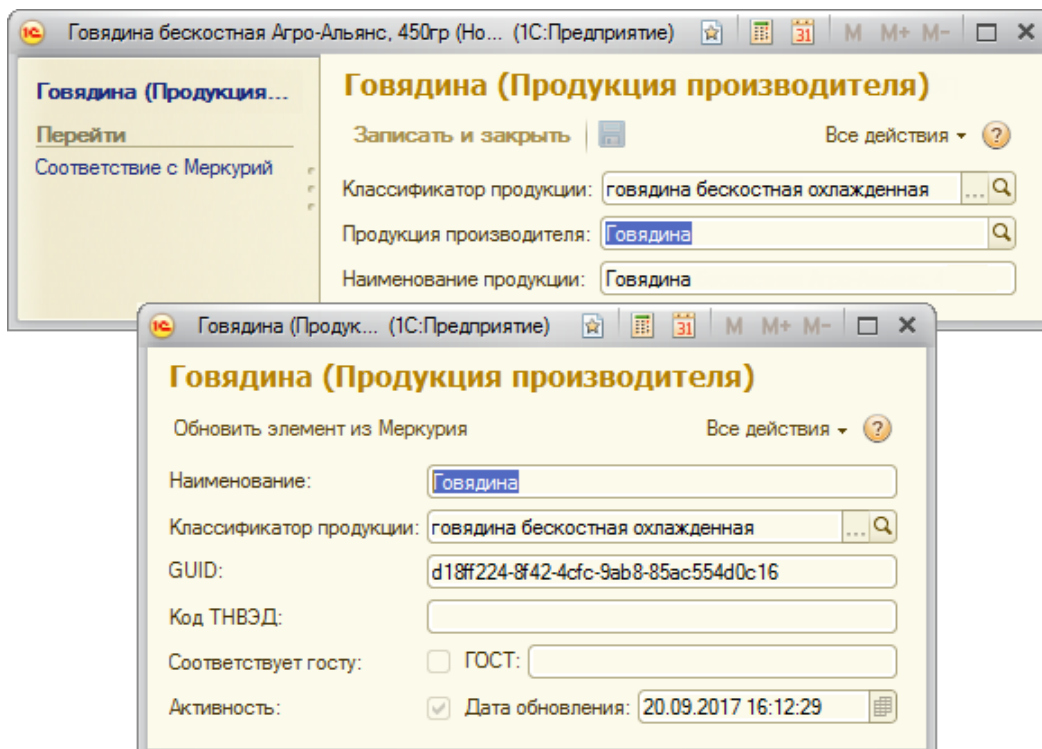 Говядина бескостная Агро-Альянс, 450гр (Но... (1С:Предприятие) 31 M M+ M-
Говядина (Продукция...
Перейти
Соответствие с Меркурий
Говядина (Продукция производителя)
Записать и закрыть Все действия ?
Классификатор продукции: говядина бескостная охлажденная ...
Продукция производителя: Говядина
Наименование продукции: Говядина
Говядина (Продук... (1С:Предприятие) 31 M M+ M-
Говядина (Продукция производителя)
Обновить элемент из Меркурия Все действия ?
Наименование: Говядина
Классификатор продукции: говядина бескостная охлажденная ...
GUID: d18ff224-8f42-4cfc-9ab8-85ac554d0c16
Код ТНВЭД:
Соответствует госту: ГОСТ:
Активность: Дата обновления: 20.09.2017 16:12:29